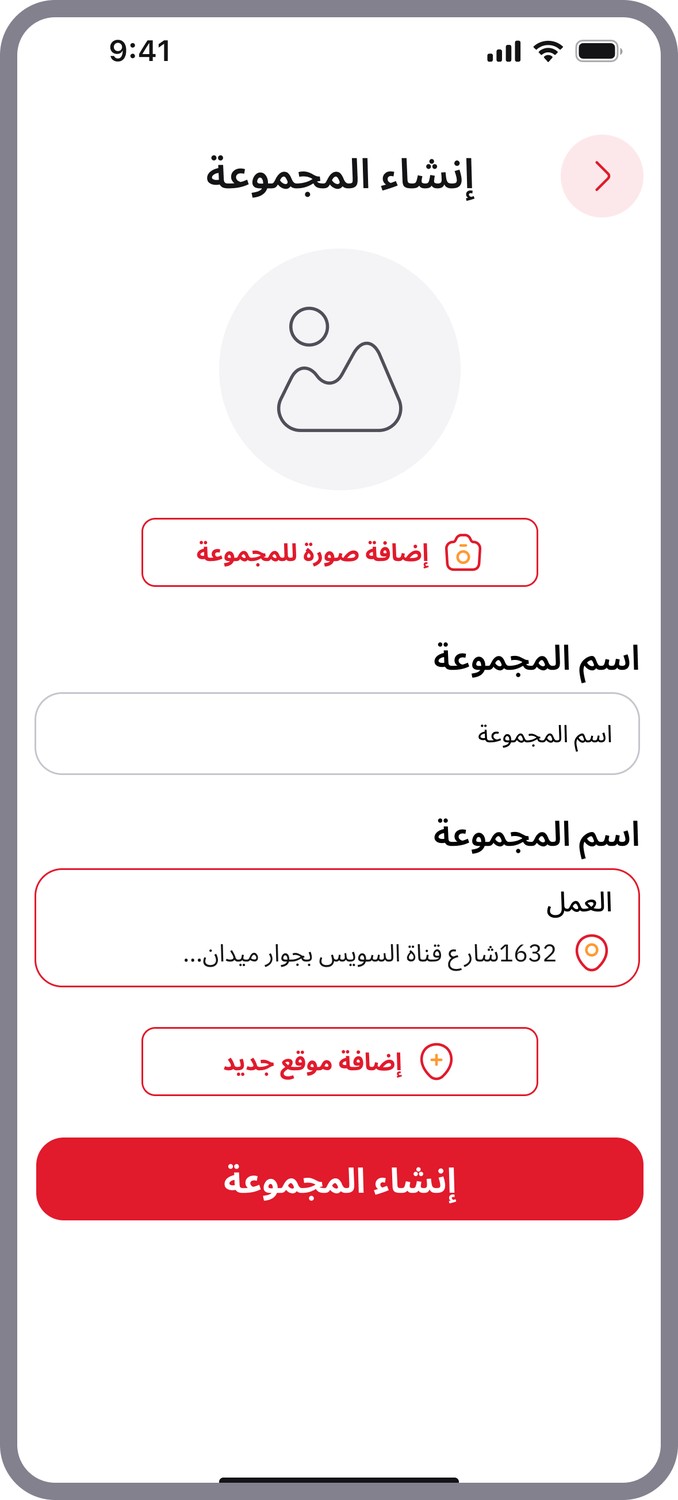 9:41
إنشاء المجموعة
إضافة صورة للمجموعة
اسم المجموعة
اسم المجموعة
اسم المجموعة
العمل
1632شارع قناة السويس بجوار ميدان...
إضافة موقع جديد
إنشاء المجموعة